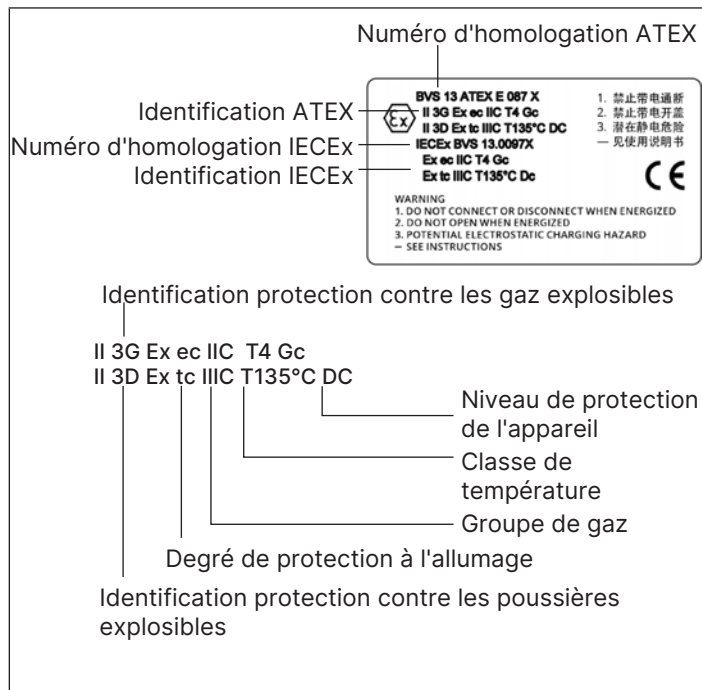 Numéro d'homologation ATEX
Identification ATEX
Numéro d'homologation IECEx
Identification IECEx
BVS 13 ATEX E 087 X
II 3G Ex ec IIC T4 Gc
II 3D Ex tc IIIC T135°C DC
IECEx BVS 13.0097X
Ex ec IIC T4 Gc
Ex tc IIIC T135°C Dc
Ex
1. 禁止带电通断
2. 禁止带电开盖
3. 潜在静电危险
— 见使用说明书
CE
WARNING
1. DO NOT CONNECT OR DISCONNECT WHEN ENERGIZED
2. DO NOT OPEN WHEN ENERGIZED
3. POTENTIAL ELECTROSTATIC CHARGING HAZARD
– SEE INSTRUCTIONS
Identification protection contre les gaz explosibles
II 3G Ex ec IIC T4 Gc
II 3D Ex tc IIIC T135°C DC
Niveau de protection
de l'appareil
Classe de
température
Groupe de gaz
Degré de protection à l'allumage
Identification protection contre les poussières
explosibles